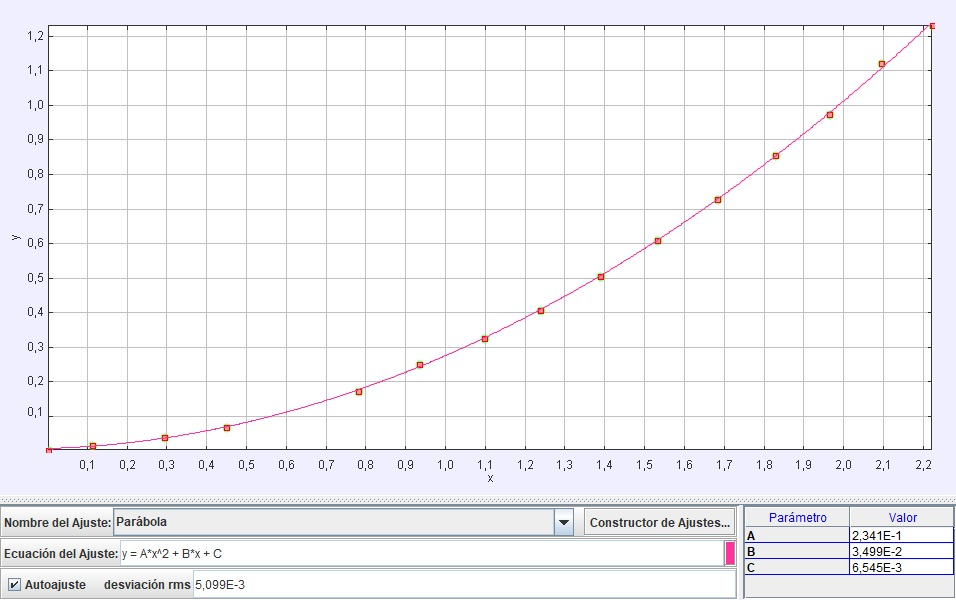 1,2
1,1
1,0
0,9
0,8
0,7
y
0,6
0,5
0,4
0,3
0,2
0,1
0,1 0,2 0,3 0,4 0,5 0,6 0,7 0,8 0,9 1,0 1,1 1,2 1,3 1,4 1,5 1,6 1,7 1,8 1,9 2,0 2,1 2,2
x
Nombre del Ajuste: Parábola Constructor de Ajustes...
Ecuación del Ajuste: y = A*x^2 + B*x + C
Autoajuste desviación rms 5,099E-3
Parámetro Valor
A 2,341E-1
B 3,499E-2
C 6,545E-3